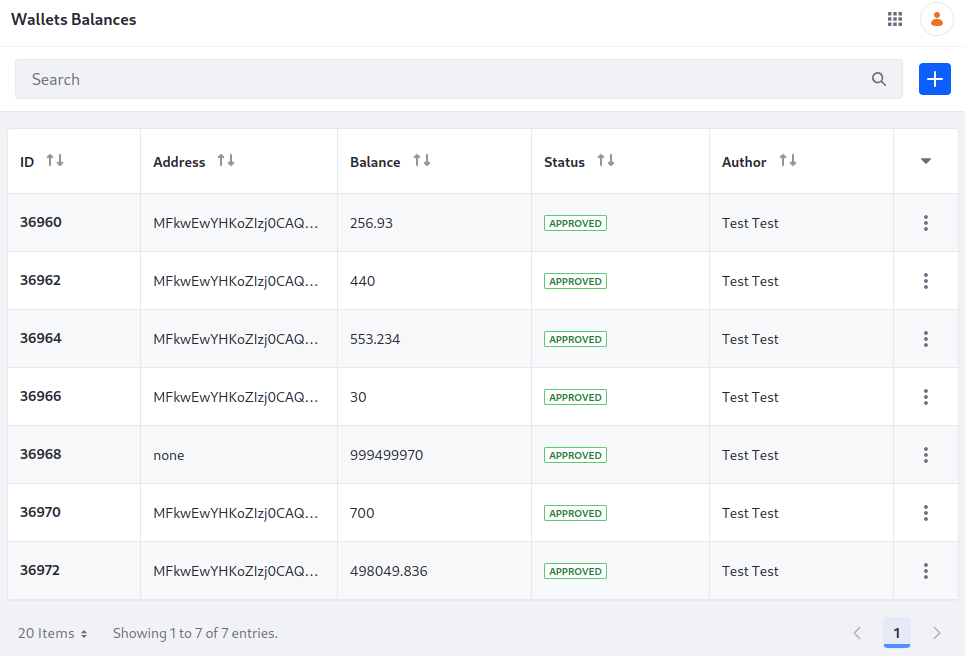 Wallets Balances
Search
ID Address Balance Status Author
36960 MFkwEwYHKoZIzj0CAQ... 256.93 APPROVED Test Test
36962 MFkwEwYHKoZIzj0CAQ... 440 APPROVED Test Test
36964 MFkwEwYHKoZIzj0CAQ... 553.234 APPROVED Test Test
36966 MFkwEwYHKoZIzj0CAQ... 30 APPROVED Test Test
36968 none 999499970 APPROVED Test Test
36970 MFkwEwYHKoZIzj0CAQ... 700 APPROVED Test Test
36972 MFkwEwYHKoZIzj0CAQ... 498049.836 APPROVED Test Test
20 Items Showing 1 to 7 of 7 entries. 1